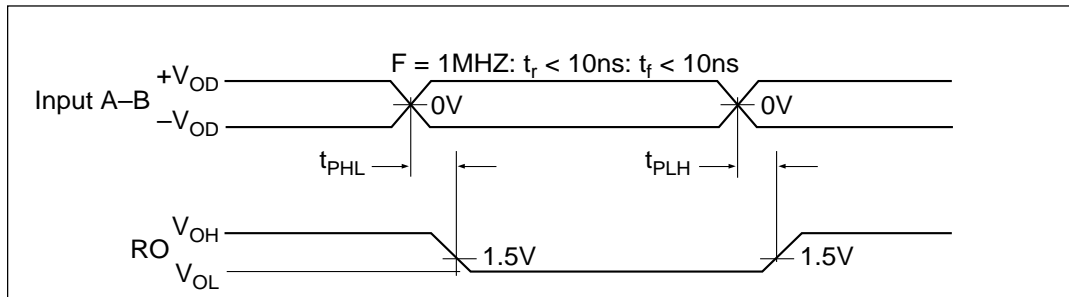 F = 1MHZ: tr < 10ns: tf < 10ns
+VOD
Input A–B
0V
0V
–VOD
tPHL
tPLH
VOH
RO
1.5V
1.5V
VOL